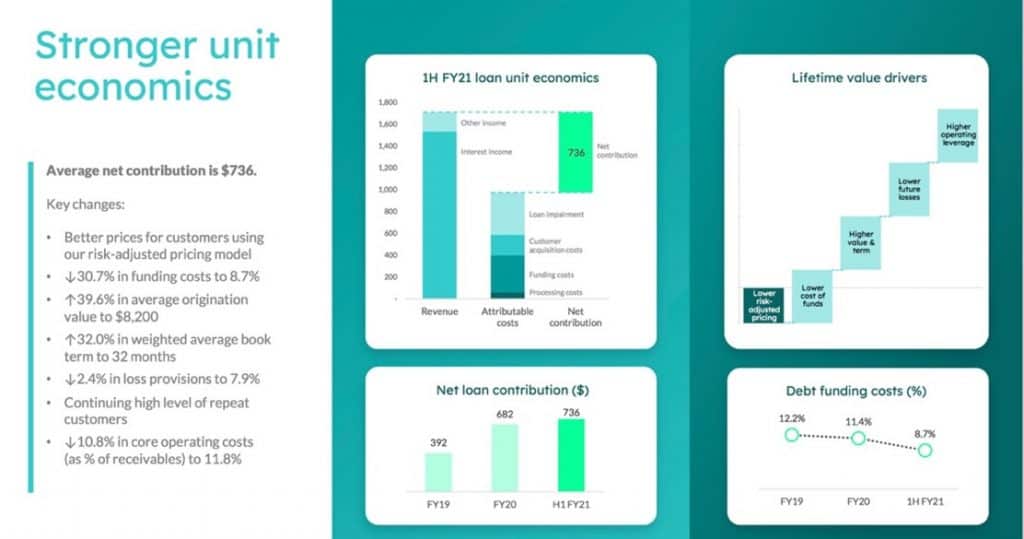 Stronger unit
economics
Average net contribution is $736.
Key changes:
• Better prices for customers using
our risk-adjusted pricing model
• ↓30.7% in funding costs to 8.7%
• ↑39.6% in average origination
value to $8,200
• ↑32.0% in weighted average book
term to 32 months
• ↓2.4% in loss provisions to 7.9%
• Continuing high level of repeat
customers
• ↓10.8% in core operating costs
(as % of receivables) to 11.8%
1H FY21 loan unit economics
1,800
1,600
1,400
1,200
1,000
800
600
400
200
-
Other income
Interest income
736
Net
contribution
Loan impairment
Customer
acquisition costs
Funding costs
Processing costs
Revenue
Attributable
costs
Net
contribution
Net loan contribution ($)
392
682
736
FY19
FY20
H1 FY21
Lifetime value drivers
Lower
risk-
adjusted
pricing
Lower
cost of
funds
Higher
value &
term
Lower
future
losses
Higher
operating
leverage
Debt funding costs (%)
12.2%
11.4%
8.7%
FY19
FY20
1H FY21